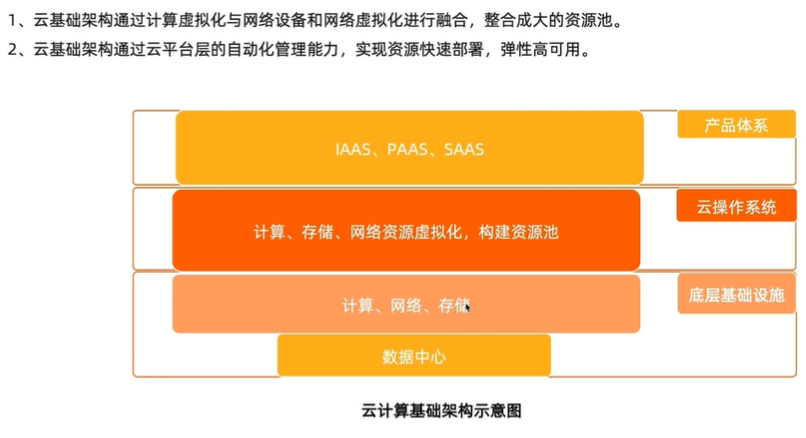 1、云基础架构通过计算虚拟化与网络设备和网络虚拟化进行融合，整合成大的资源池。
2、云基础架构通过云平台层的自动化管理能力，实现资源快速部署，弹性高可用。
产品体系
IAAS、PAAS、SAAS
云操作系统
计算、存储、网络资源虚拟化，构建资源池
底层基础设施
计算、网络、存储
数据中心
云计算基础架构示意图